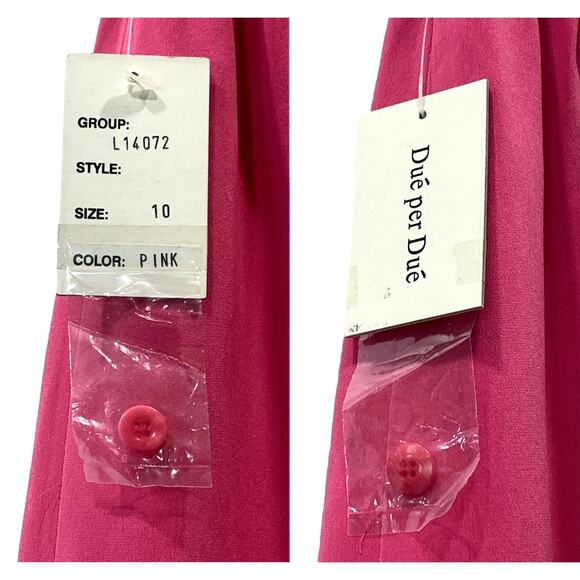 GROUP:
L14072
STYLE:
SIZE: 10
COLOR: PINK
Dué per Dué